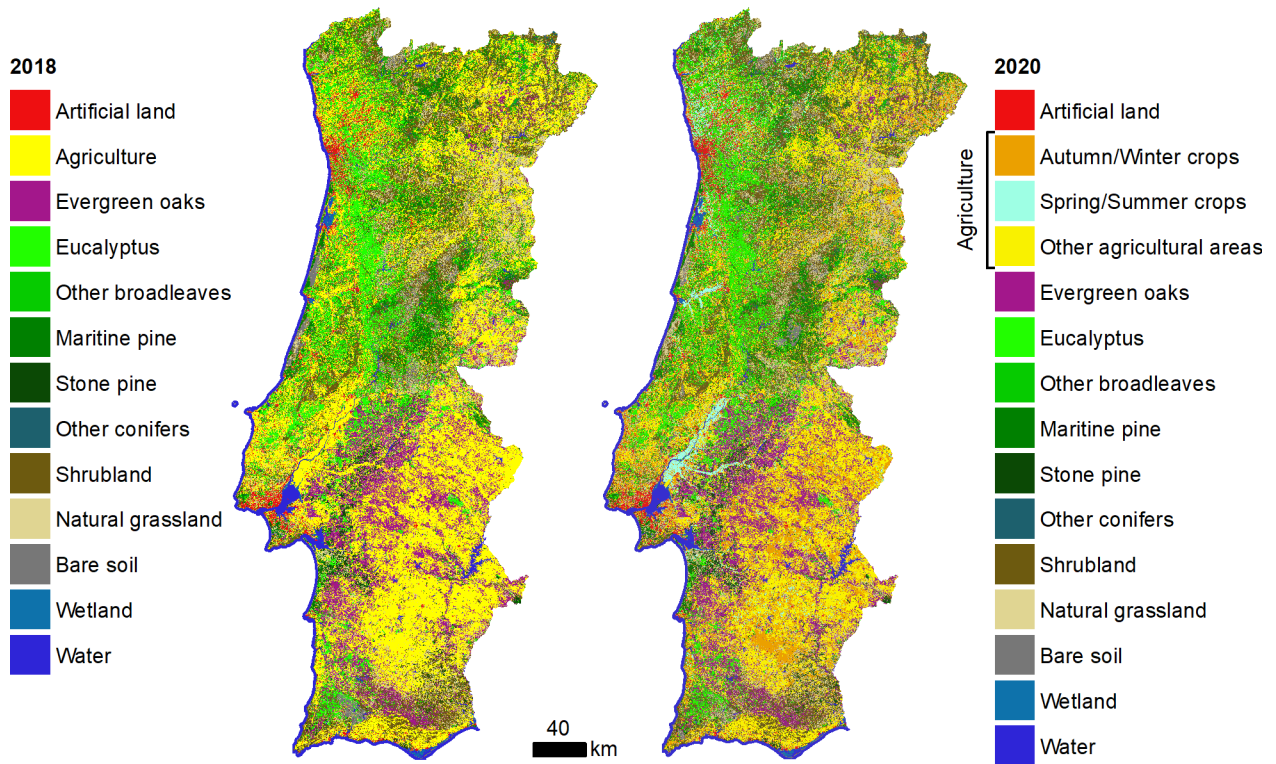 2018
Artificial land
Agriculture
Evergreen oaks
Eucalyptus
Other broadleaves
Maritine pine
Stone pine
Other conifers
Shrubland
Natural grassland
Bare soil
Wetland
Water
40
km
2020
Artificial land
Agriculture
Autumn/Winter crops
Spring/Summer crops
Other agricultural areas
Evergreen oaks
Eucalyptus
Other broadleaves
Maritine pine
Stone pine
Other conifers
Shrubland
Natural grassland
Bare soil
Wetland
Water